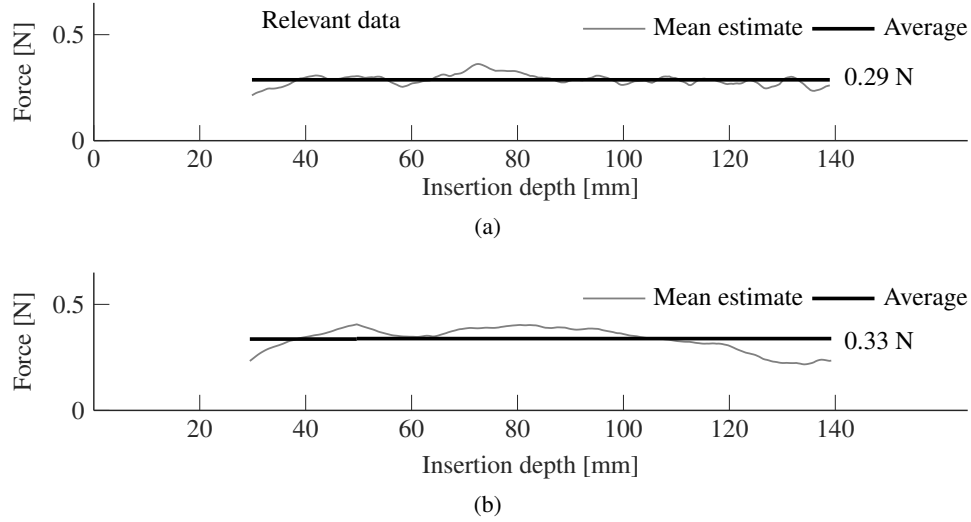 Relevant data
Mean estimate Average
0.5
Force [N]
0.29 N
0
0 20 40 60 80 100 120 140
Insertion depth [mm]
(a)
Mean estimate Average
0.5
Force [N]
0.33 N
0
20 40 60 80 100 120 140
Insertion depth [mm]
(b)